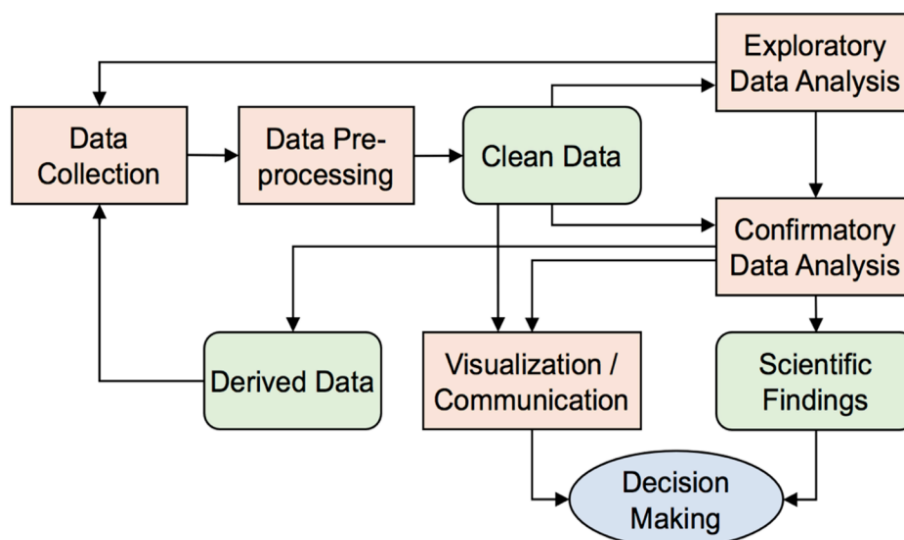 Exploratory
Data Analysis
Data
Collection
Data Pre-
processing
Clean Data
Confirmatory
Data Analysis
Derived Data
Visualization /
Communication
Scientific
Findings
Decision
Making